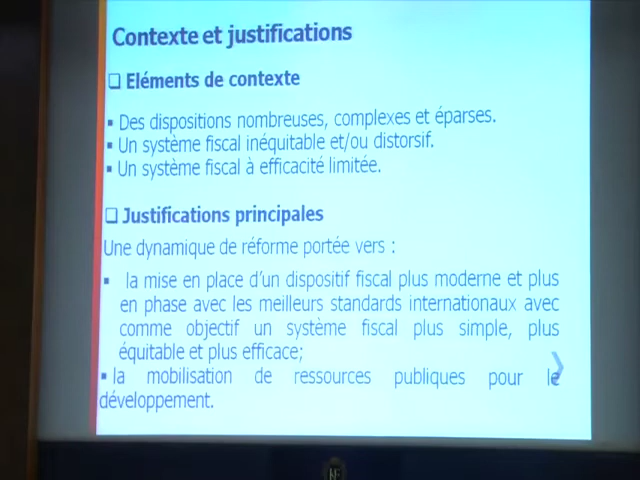 Contexte et justifications
❑ Eléments de contexte
▪ Des dispositions nombreuses, complexes et éparses.
▪ Un système fiscal inéquitable et/ou distorsif.
▪ Un système fiscal à efficacité limitée.
❑ Justifications principales
Une dynamique de réforme portée vers :
▪ la mise en place d'un dispositif fiscal plus moderne et plus
en phase avec les meilleurs standards internationaux avec
comme objectif un système fiscal plus simple, plus
équitable et plus efficace;
▪ la mobilisation de ressources publiques pour le
développement.